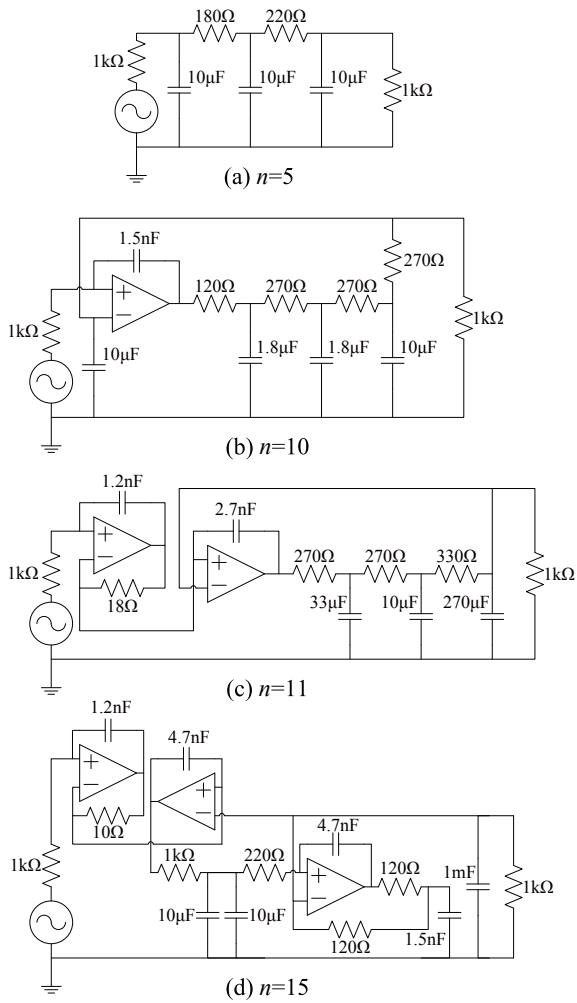 180Ω 220Ω
1kΩ 10μF 10μF 10μF 1kΩ
(a) n=5
1.5nF
+
−
120Ω 270Ω 270Ω 270Ω
1kΩ 10μF 1.8μF 1.8μF 10μF 1kΩ
(b) n=10
1.2nF
+
−
18Ω
2.7nF
+
−
1kΩ 270Ω 270Ω 330Ω 1kΩ
33μF 10μF 270μF
(c) n=11
1.2nF
+
−
10Ω
4.7nF
+
−
4.7nF
+
−
1kΩ 1kΩ 220Ω 120Ω 1mF 1kΩ
10μF 10μF 120Ω 1.5nF
(d) n=15